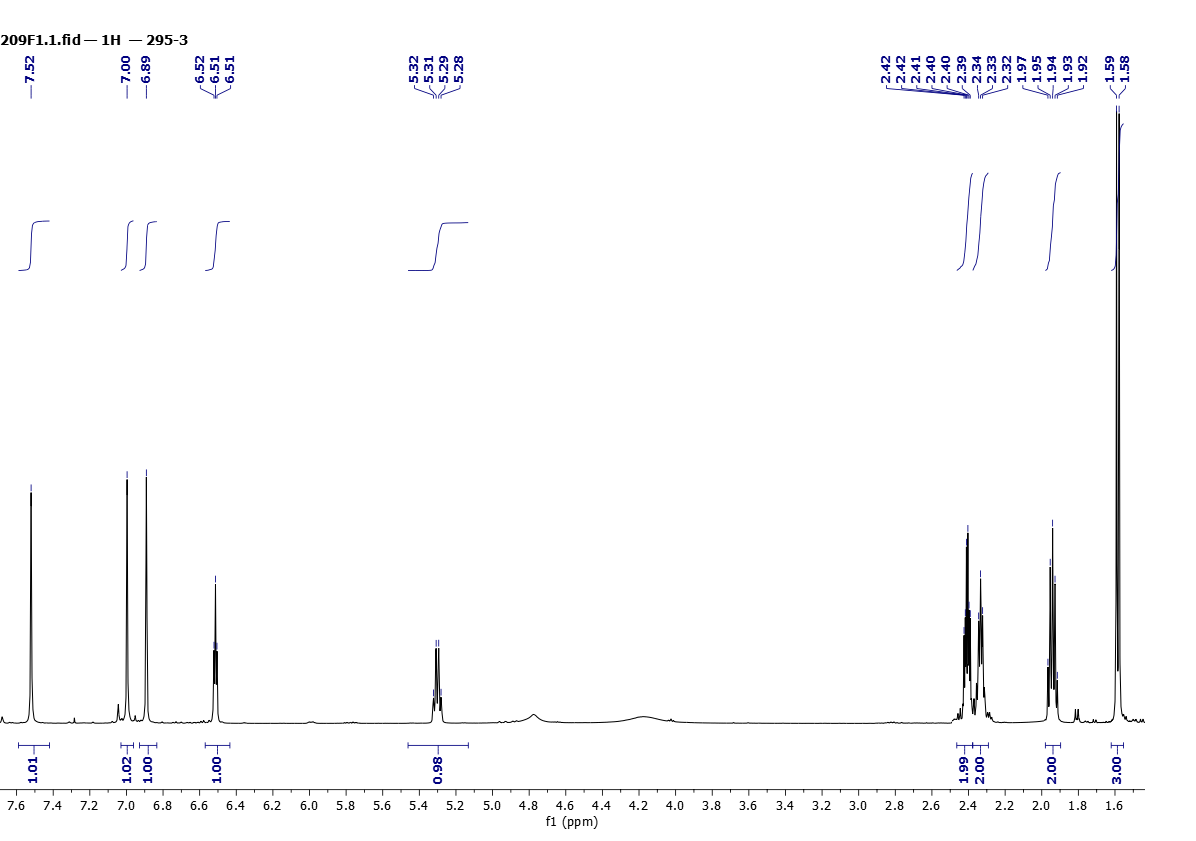 209F1.1.fid — 1H — 295-3
7.52 7.00 6.89 6.52 6.51 6.51 5.32 5.31 5.29 5.28 2.42 2.42 2.41 2.40 2.40 2.39 2.34 2.33 2.32 1.97 1.95 1.94 1.93 1.92 1.59 1.58
1.01 1.02 1.00 1.00 0.98 1.99 2.00 2.00 3.00
7.6 7.4 7.2 7.0 6.8 6.6 6.4 6.2 6.0 5.8 5.6 5.4 5.2 5.0 4.8 4.6 4.4 4.2 4.0 3.8 3.6 3.4 3.2 3.0 2.8 2.6 2.4 2.2 2.0 1.8 1.6
f1 (ppm)